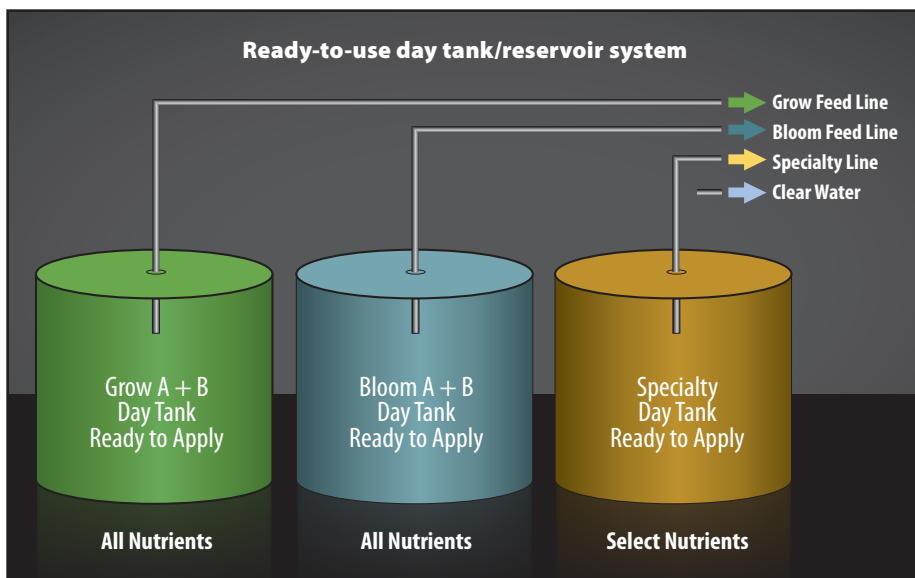 Ready-to-use day tank/reservoir system
Grow Feed Line
Bloom Feed Line
Specialty Line
Clear Water
Grow A + B
Day Tank
Ready to Apply
Bloom A + B
Day Tank
Ready to Apply
Specialty
Day Tank
Ready to Apply
All Nutrients
All Nutrients
Select Nutrients